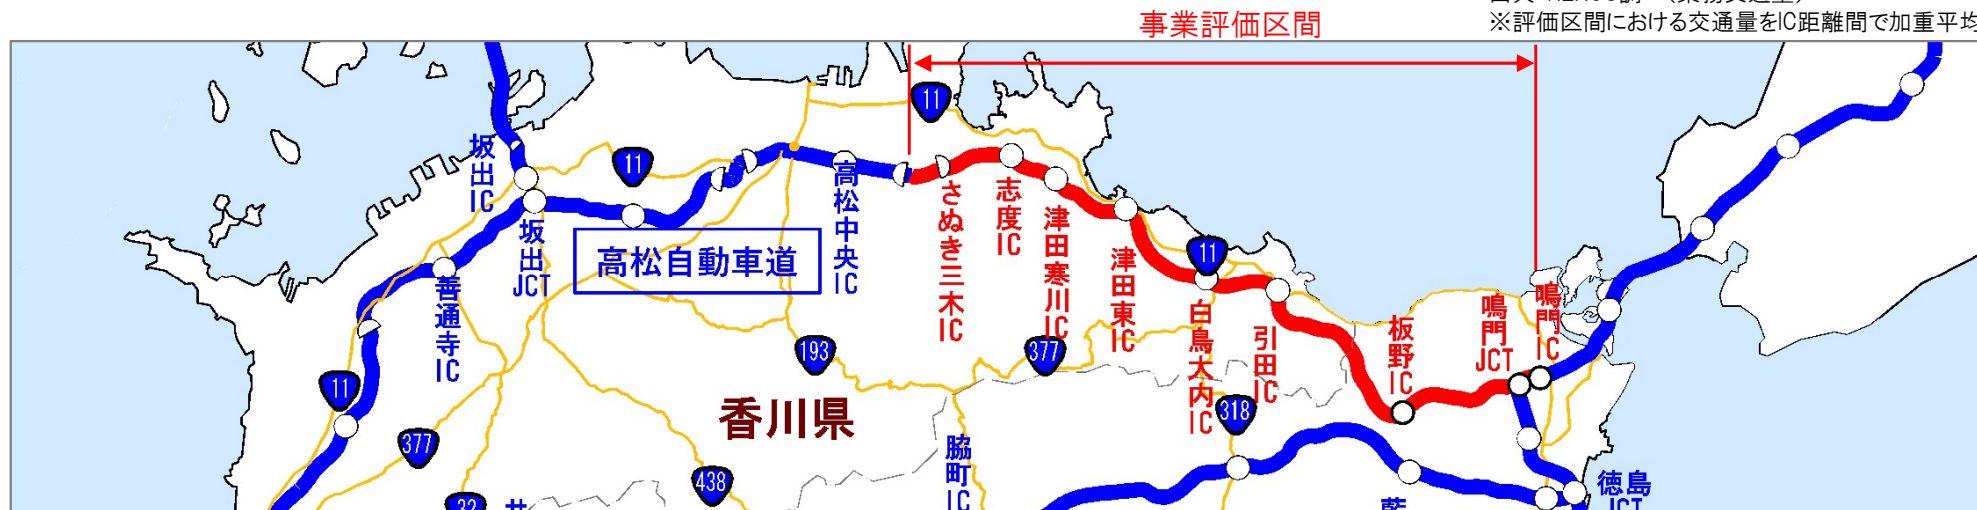 事業評価区間
※評価区間における交通量をIC距離間で加重平均
11
坂出IC
11
坂出JCT
高松自動車道
高松中央IC
さぬき三木IC
志度IC
津田寒川IC
津田東IC
11
白鳥大内IC
引田IC
板野IC
鳴門JCT
鳴門IC
善通寺IC
11
193
377
377
香川県
318
438
脇町IC
徳島JCT
32